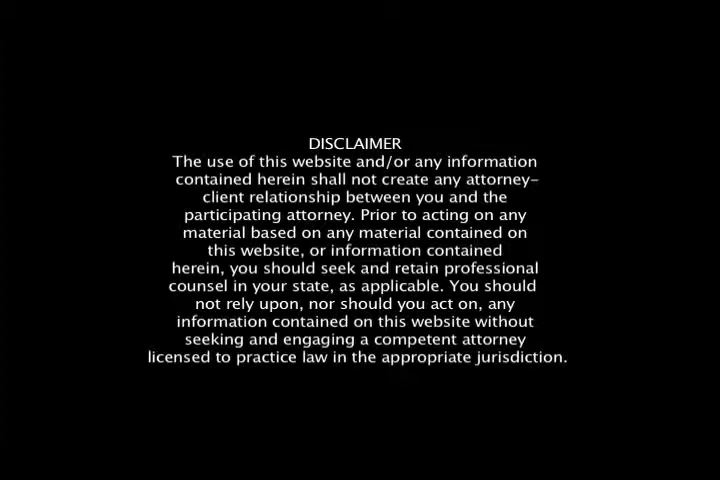 DISCLAIMER
The use of this website and/or any information
contained herein shall not create any attorney-
client relationship between you and the
participating attorney. Prior to acting on any
material based on any material contained on
this website, or information contained
herein, you should seek and retain professional
counsel in your state, as applicable. You should
not rely upon, nor should you act on, any
information contained on this website without
seeking and engaging a competent attorney
licensed to practice law in the appropriate jurisdiction.